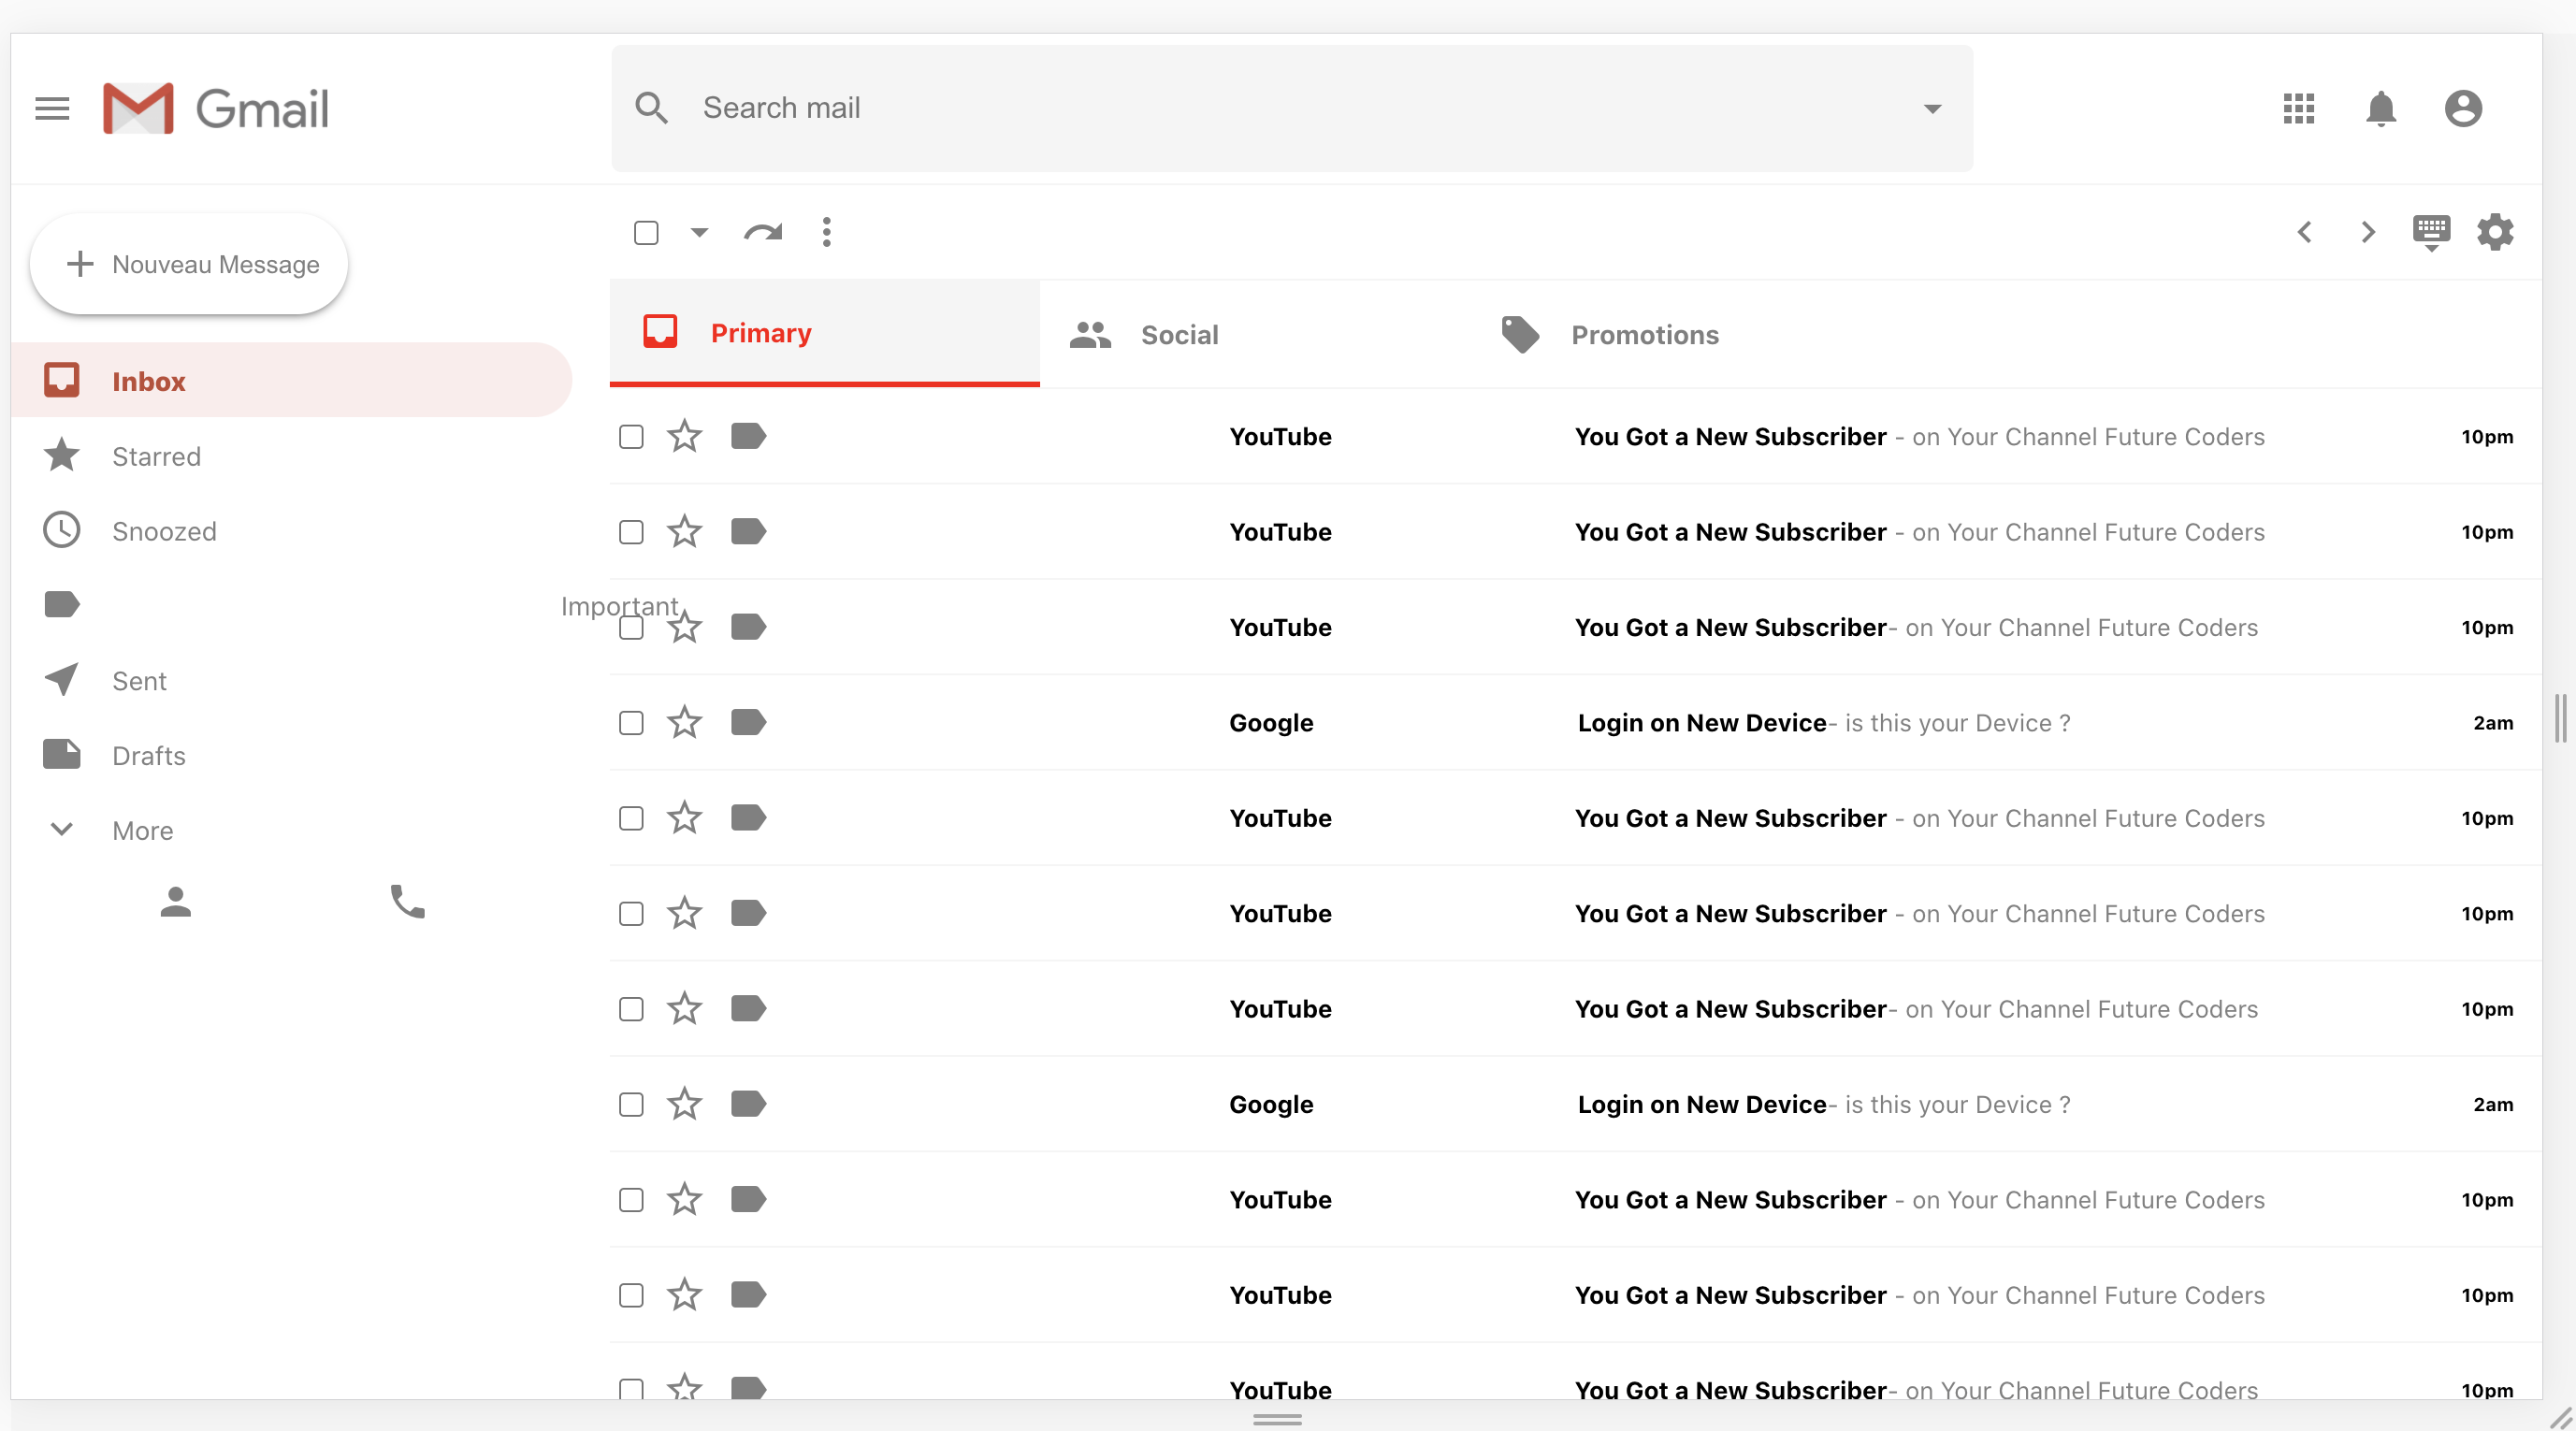 Gmail
Search mail
Nouveau Message
Primary
Social
Promotions
Inbox
Starred
Snoozed
Important
Sent
Drafts
More
YouTube You Got a New Subscriber - on Your Channel Future Coders 10pm
YouTube You Got a New Subscriber - on Your Channel Future Coders 10pm
YouTube You Got a New Subscriber- on Your Channel Future Coders 10pm
Google Login on New Device- is this your Device ? 2am
YouTube You Got a New Subscriber - on Your Channel Future Coders 10pm
YouTube You Got a New Subscriber - on Your Channel Future Coders 10pm
YouTube You Got a New Subscriber- on Your Channel Future Coders 10pm
Google Login on New Device- is this your Device ? 2am
YouTube You Got a New Subscriber - on Your Channel Future Coders 10pm
YouTube You Got a New Subscriber - on Your Channel Future Coders 10pm
YouTube You Got a New Subscriber- on Your Channel Future Coders 10pm